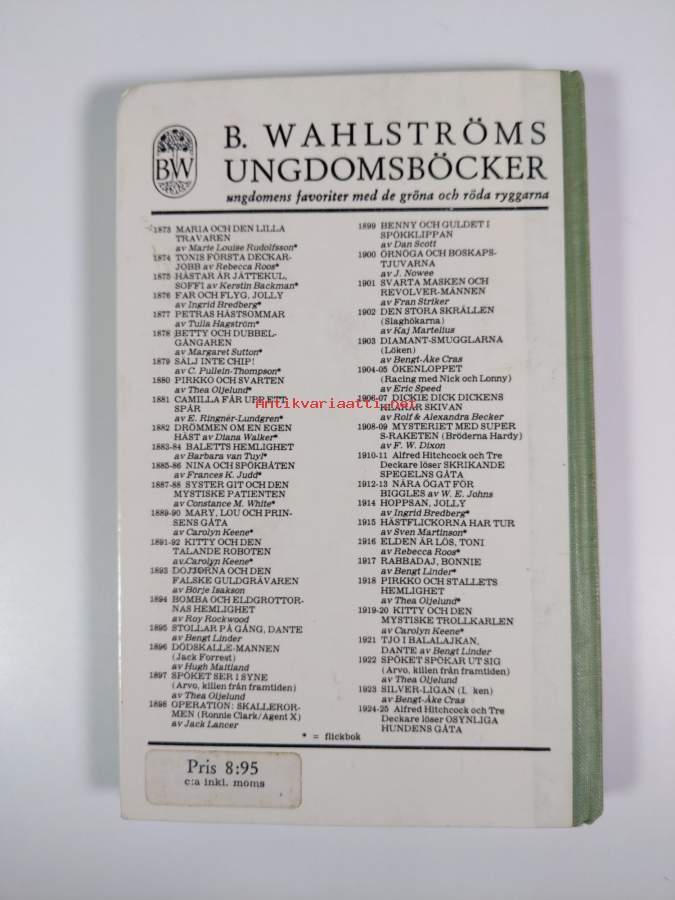 BW
B. WAHLSTRÖMS
UNGDOMSBÖCKER
ungdomens favoriter med de gröna och röda ryggarna
1873 MARIA OCH DEN LILLA
TRAVAREN
av Marie Louise Rudolfsson*
1874 TONIS FÖRSTA DECKAR-
JOBB av Rebecca Roos*
1875 HÄSTAR ÄR JÄTTEKUL,
SOFFI av Kerstin Backman*
1876 FAR OCH FLYG, JOLLY
av Ingrid Bredberg*
1877 PETRAS HÄSTSOMMAR
av Tulla Hagström*
1878 BETTY OCH DUBBEL-
GÅNGAREN
av Margaret Sutton*
1879 SÄLJ INTE CHIP!
av C. Pullein-Thompson*
1880 PIRKKO OCH SVARTEN
av Thea Oljelund*
1881 CAMILLA FÅR UPP ETT
SPÅR
av E. Ringnér-Lundgren*
1882 DRÖMMEN OM EN EGEN
HÄST av Diana Walker*
1883-84 BALETTS HEMLIGHET
av Barbara van Tuyl*
1885-86 NINA OCH SPÖKBÅTEN
av Frances K. Judd*
1887-88 SYSTER GIT OCH DEN
MYSTISKE PATIENTEN
av Constance M. White*
1889-90 MARY, LOU OCH PRIN-
SENS GÅTA
av Carolyn Keene*
1891-92 KITTY OCH DEN
TALANDE ROBOTEN
av Carolyn Keene*
1893 DOJJORNA OCH DEN
FALSKE GULDGRÄVAREN
av Börje Isakson
1894 BOMBA OCH ELDGROTTOR-
NAS HEMLIGHET
av Roy Rockwood
1895 STOLLAR PÅ GÅNG, DANTE
av Bengt Linder
1896 DÖDSKALLE-MANNEN
(Jack Forrest)
av Hugh Maitland
1897 SPÖKET SER I SYNE
(Arvo, killen från framtiden)
av Thea Oljelund
1898 OPERATION: SKALLEROR-
MEN (Ronnie Clark/Agent X)
av Jack Lancer
1899 BENNY OCH GULDET I
SPÖKKLIPPAN
av Dan Scott
1900 ÖRNÖGA OCH BOSKAPS-
TJUVARNA
av J. Nowee
1901 SVARTA MASKEN OCH
REVOLVER-MÄNNEN
av Fran Striker
1902 DEN STORA SKRÄLLEN
(Slaghökarna)
av Kaj Martelius
1903 DIAMANT-SMUGGLARNA
(Löken)
av Bengt-Åke Cras
1904-05 ÖKENLOPPET
(Racing med Nick och Lonny)
av Eric Speed
1906-07 DICKIE DICK DICKENS
KLARAR SKIVAN
av Rolf & Alexandra Becker
1908-09 MYSTERIET MED SUPER
S-RAKETEN (Bröderna Hardy)
av F. W. Dixon
1910-11 Alfred Hitchcock och Tre
Deckare löser SKRIKANDE
SPEGELNS GÅTA
1912-13 NÄRA ÖGAT FÖR
BIGGLES av W. E. Johns
1914 HOPPSAN, JOLLY
av Ingrid Bredberg*
1915 HÄSTFLICKORNA HAR TUR
av Sven Martinson*
1916 ELDEN ÄR LÖS, TONI
av Rebecca Roos*
1917 RABBADAJ, BONNIE
av Bengt Linder*
1918 PIRKKO OCH STALLETS
HEMLIGHET
av Thea Oljelund*
1919-20 KITTY OCH DEN
MYSTISKE TROLLKARLEN
av Carolyn Keene*
1921 TJO I BALALAJKAN,
DANTE av Bengt Linder
1922 SPÖKET SPÖKAR UT SIG
(Arvo, killen från framtiden)
av Thea Oljelund
1923 SILVER-LIGAN (L ken)
av Bengt-Åke Cras
1924-25 Alfred Hitchcock och Tre
Deckare löser OSYNLIGA
HUNDENS GÅTA
* = flickbok
Antikvariaatti.net
Pris 8:95
c:a inkl. moms